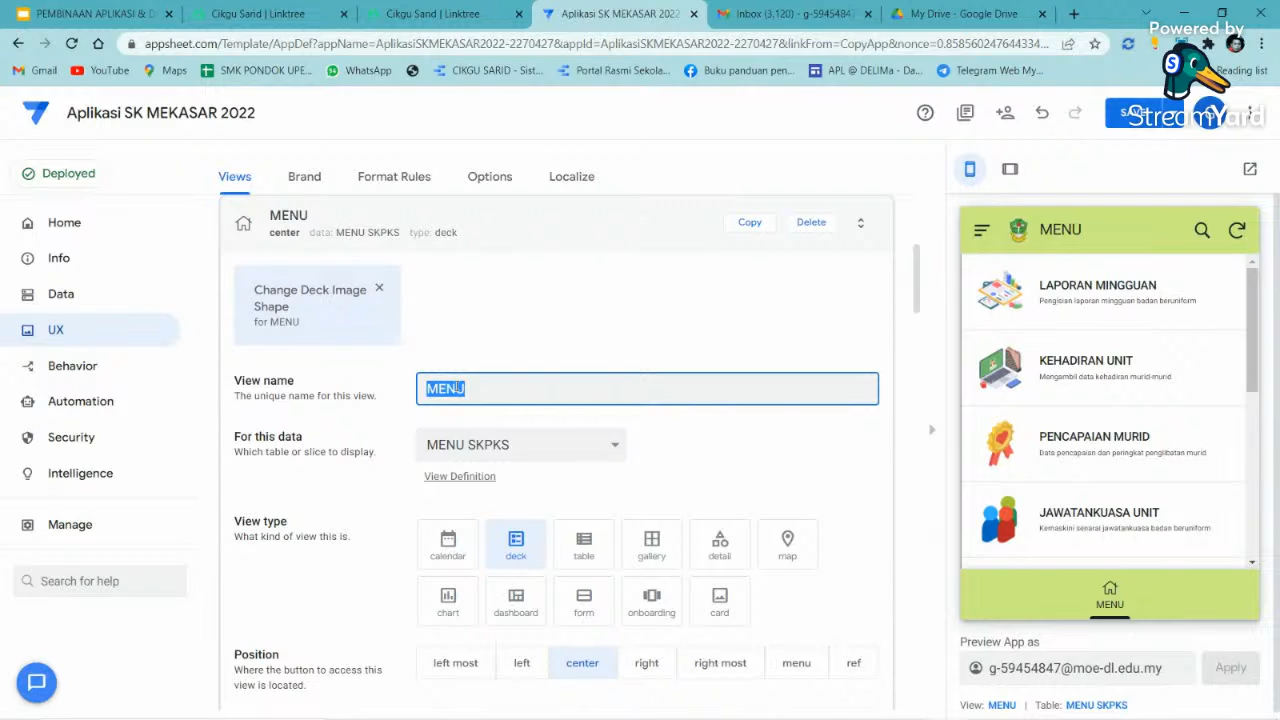 PEMBINAAN APLIKASI & D
Cikgu Sarid | Linktree
Cikgu Sarid | Linktree
Aplikasi SK MEKASAR 2022
Inbox (3,120) - g-5945484
My Drive - Google Drive
appsheet.com/Template/AppDef?appName=AplikasiSKMEKASAR2022-2270427&appId=AplikasiSKMEKASAR2022-2270427&linkFrom=CopyApp&nonce=0.85856247644334...
Powered by
StreamYard
Gmail
YouTube
Maps
SMK PONDOK UPE...
WhatsApp
CIKGU SARID - Sist...
Portal Rasmi Sekola...
Buku panduan pen...
APL @ DELIMa - Da...
Telegram Web My...
Reading list
Aplikasi SK MEKASAR 2022
SAVE
Deployed
Home
Info
Data
UX
Behavior
Automation
Security
Intelligence
Manage
Search for help
Views
Brand
Format Rules
Options
Localize
MENU
center data: MENU SKPKS type: deck
Copy
Delete
Change Deck Image
Shape
for MENU
View name
The unique name for this view.
MENU
For this data
Which table or slice to display.
MENU SKPKS
View Definition
View type
What kind of view this is.
calendar
deck
table
gallery
detail
map
chart
dashboard
form
onboarding
card
Position
Where the button to access this
view is located.
left most
left
center
right
right most
menu
ref
MENU
LAPORAN MINGGUAN
Pengisian laporan mingguan badan beruniform
KEHADIRAN UNIT
Mengambil data kehadiran murid-murid
PENCAPAIAN MURID
Data pencapaian dan peringkat penglibatan murid
JAWATANKUASA UNIT
Kemaskini senarai jawatankuasa badan beruniform
MENU
Preview App as
g-59454847@moe-dl.edu.my
Apply
View: MENU | Table: MENU SKPKS